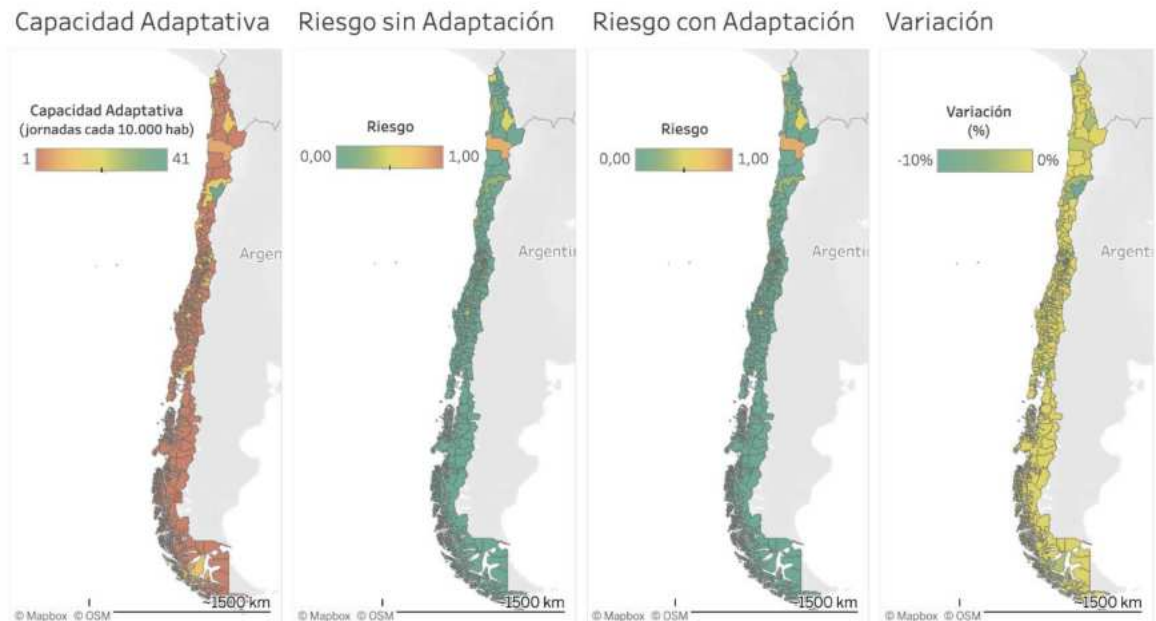 Capacidad Adaptativa
Riesgo sin Adaptación
Riesgo con Adaptación
Variación
Capacidad Adaptativa
(jornadas cada 10.000 hab)
1
41
Riesgo
0,00
1,00
Riesgo
0,00
1,00
Variación
(%)
-10%
0%
Argen
Argenti
Argenti
Argenti
~1500 km
~1500 km
~1500 km
~1500 km
© Mapbox © OSM
© Mapbox © OSM
© Mapbox © OSM
© Mapbox © OSM